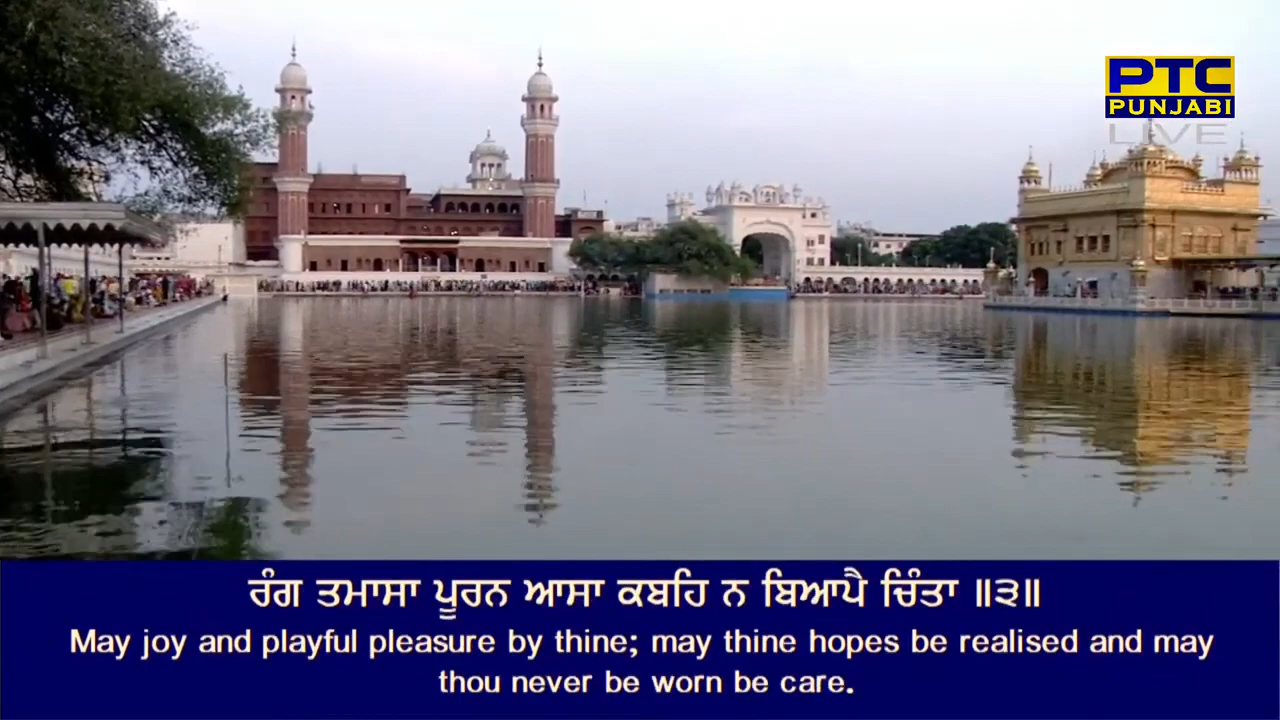 PTC
PUNJABI
LIVE
ਰੰਗ ਤਮਾਸਾ ਪੂਰਨ ਆਸਾ ਕਬਹਿ ਨ ਬਿਆਪੈ ਚਿੰਤਾ ॥੩॥
May joy and playful pleasure by thine; may thine hopes be realised and may
thou never be worn be care.